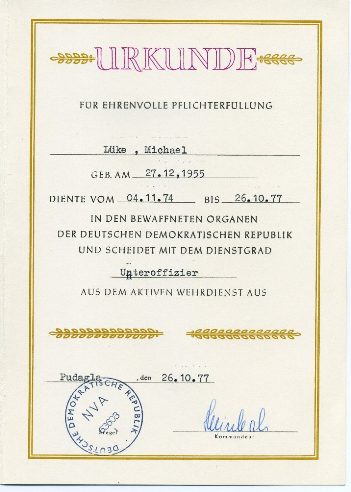 URKUNDE
FÜR EHRENVOLLE PFLICHTERFÜLLUNG
Lüke , Michael
GEB. AM 27.12.1955
DIENTE VOM 04.11.74 BIS 26.10.77
IN DEN BEWAFFNETEN ORGANEN
DER DEUTSCHEN DEMOKRATISCHEN REPUBLIK
UND SCHEIDET MIT DEM DIENSTGRAD
Unteroffizier
AUS DEM AKTIVEN WEHRDIENST AUS
Pudagla , den 26.10.77
DEUTSCHE DEMOKRATISCHE REPUBLIK
NVA
Kommandeur